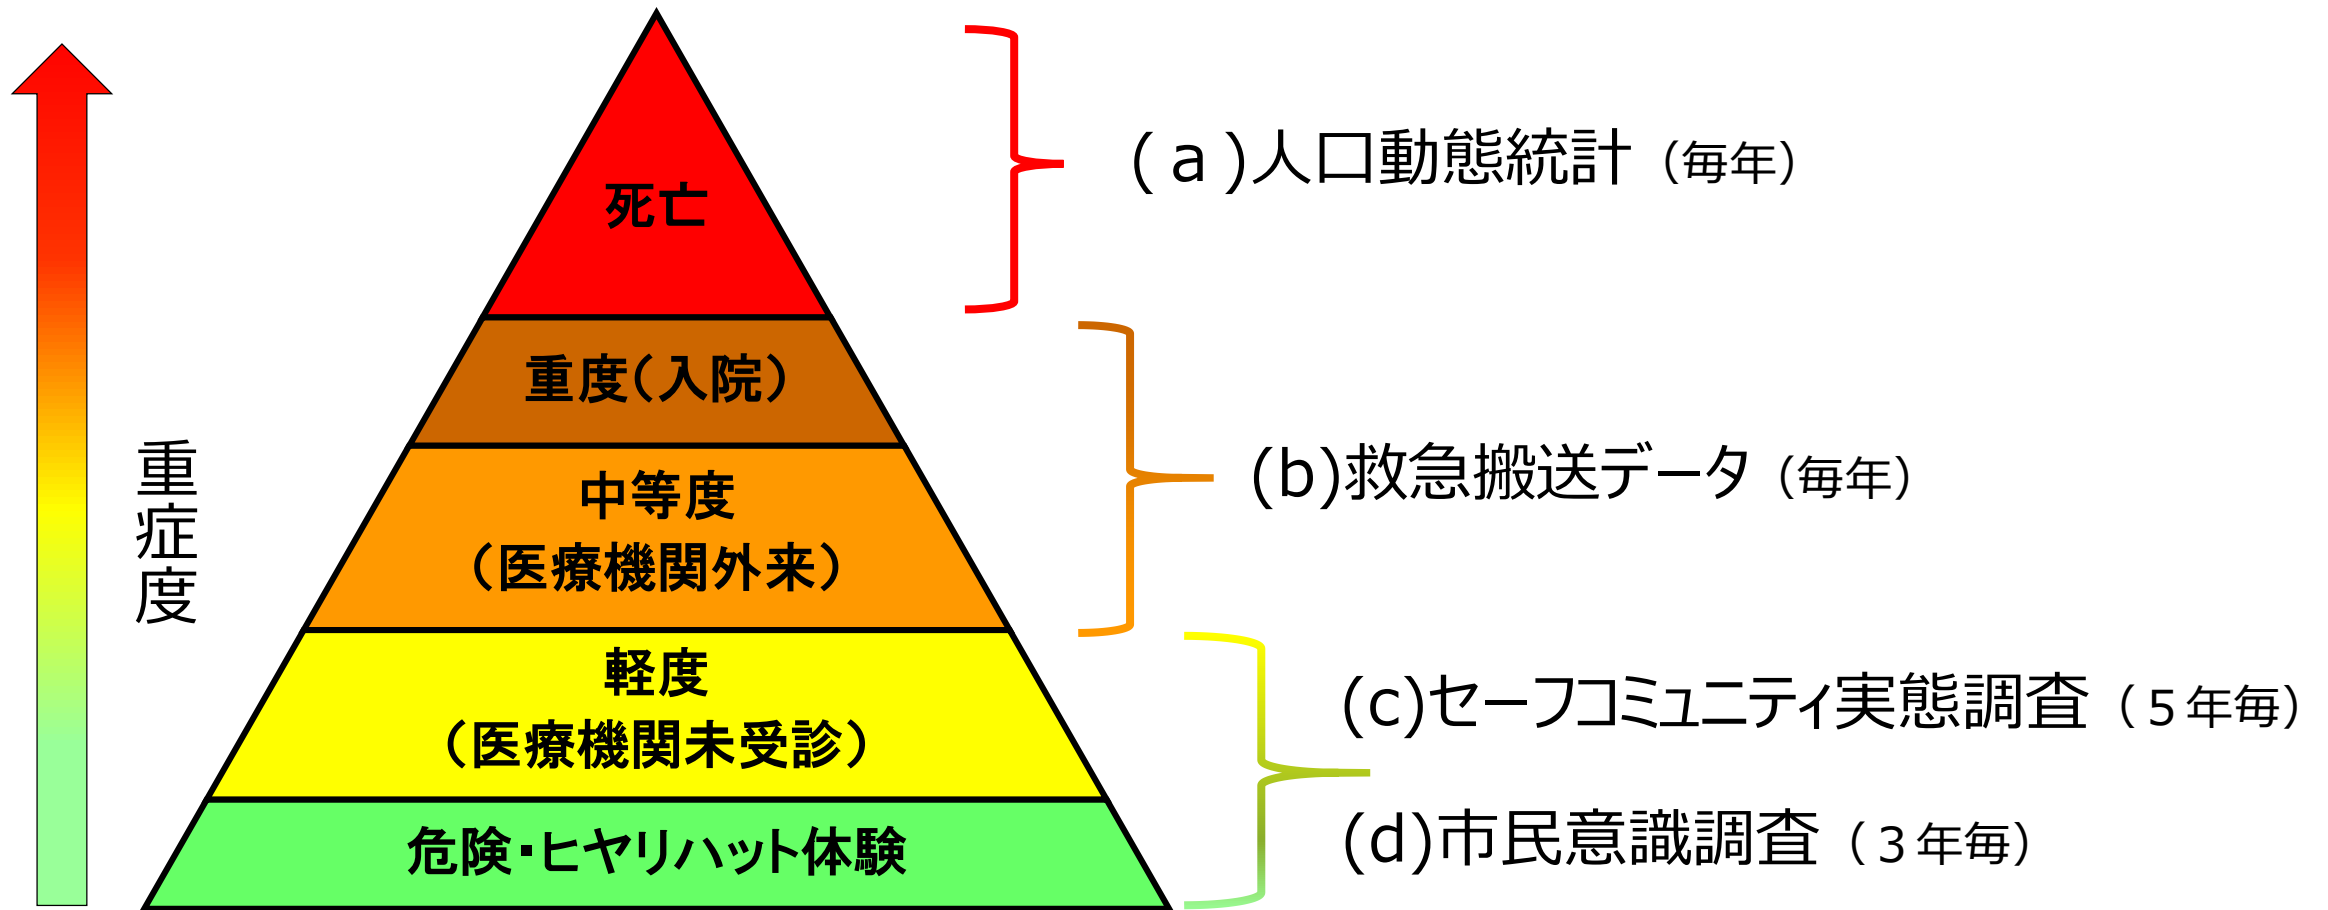 死亡
(ａ)人口動態統計（毎年）
重度（入院）
中等度
（医療機関外来）
(b)救急搬送データ（毎年）
重症度
軽度
（医療機関未受診）
(c)セーフコミュニティ実態調査（５年毎）
(d)市民意識調査（３年毎）
危険・ヒヤリハット体験